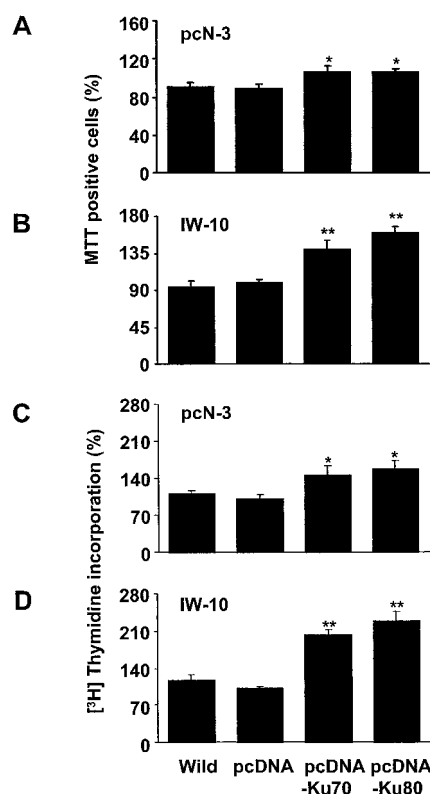 A
pcN-3
160
120
80
40
0
*
*
MTT positive cells (%)
B
IW-10
180
135
90
45
0
**
**
C
pcN-3
280
210
140
70
0
*
*
[³H] Thymidine incorporation (%)
D
IW-10
280
210
140
70
0
**
**
Wild
pcDNA
pcDNA
-Ku70
pcDNA
-Ku80